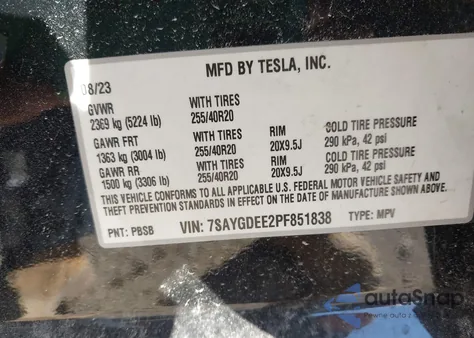 MFD BY TESLA, INC.
08/23
GVWR WITH TIRES
2369 kg (5224 lb) 255/40R20
GAWR FRT WITH TIRES RIM COLD TIRE PRESSURE
1363 kg (3004 lb) 255/40R20 20X9.5J 290 kPa, 42 psi
GAWR RR WITH TIRES RIM COLD TIRE PRESSURE
1500 kg (3306 lb) 255/40R20 20X9.5J 290 kPa, 42 psi
THIS VEHICLE CONFORMS TO ALL APPLICABLE U.S. FEDERAL MOTOR VEHICLE SAFETY AND
THEFT PREVENTION STANDARDS IN EFFECT ON THE DATE OF MANUFACTURE SHOWN ABOVE
PNT: PBSB VIN: 7SAYGDEE2PF851838 TYPE: MPV
autoSnap
Pewne auto z